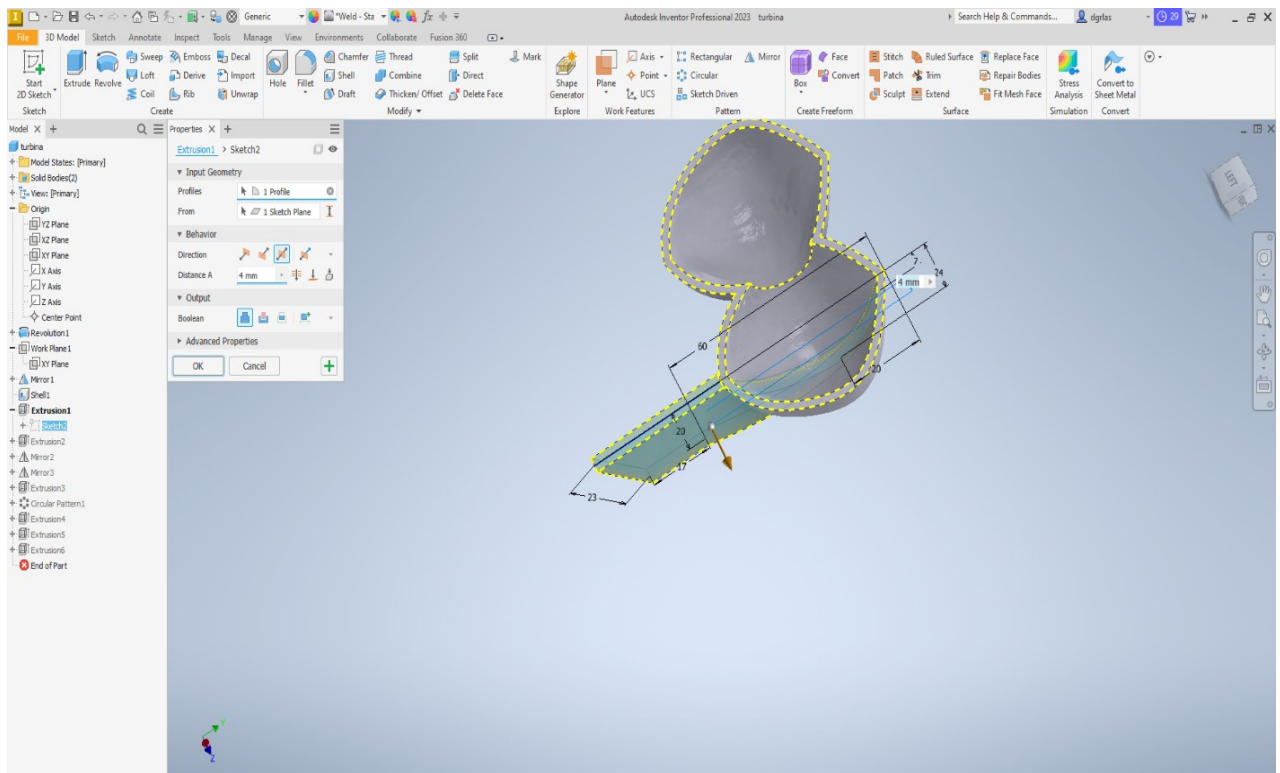 Generic
*Weld - Sta
fx
Autodesk Inventor Professional 2023 turbina
Search Help & Commands...
dgrlas
29
File 3D Model Sketch Annotate Inspect Tools Manage View Environments Collaborate Fusion 360
Start
2D Sketch
Extrude
Revolve
Sweep
Emboss
Decal
Loft
Derive
Import
Coil
Rib
Unwrap
Hole
Fillet
Chamfer
Thread
Split
Mark
Shell
Combine
Direct
Draft
Thicken/ Offset
Delete Face
Shape
Generator
Plane
Axis
Point
UCS
Rectangular
Mirror
Circular
Sketch Driven
Box
Face
Convert
Stitch
Ruled Surface
Replace Face
Patch
Trim
Repair Bodies
Sculpt
Extend
Fit Mesh Face
Stress
Analysis
Convert to
Sheet Metal
Sketch Create Modify Explore Work Features Pattern Create Freeform Surface Simulation Convert
Model X +
turbina
Model States: [Primary]
Solid Bodies(2)
View: [Primary]
Origin
YZ Plane
XZ Plane
XY Plane
X Axis
Y Axis
Z Axis
Center Point
Revolution1
Work Plane1
XY Plane
Mirror1
Shell1
Extrusion1
Sketch2
Extrusion2
Mirror2
Mirror3
Extrusion3
Circular Pattern1
Extrusion4
Extrusion5
Extrusion6
End of Part
Properties X +
Extrusion1 > Sketch2
Input Geometry
Profiles 1 Profile
From 1 Sketch Plane
Behavior
Direction
Distance A 4 mm
Output
Boolean
Advanced Properties
OK Cancel
7
24
4 mm
60
20
20
9
17
23
Y
Z